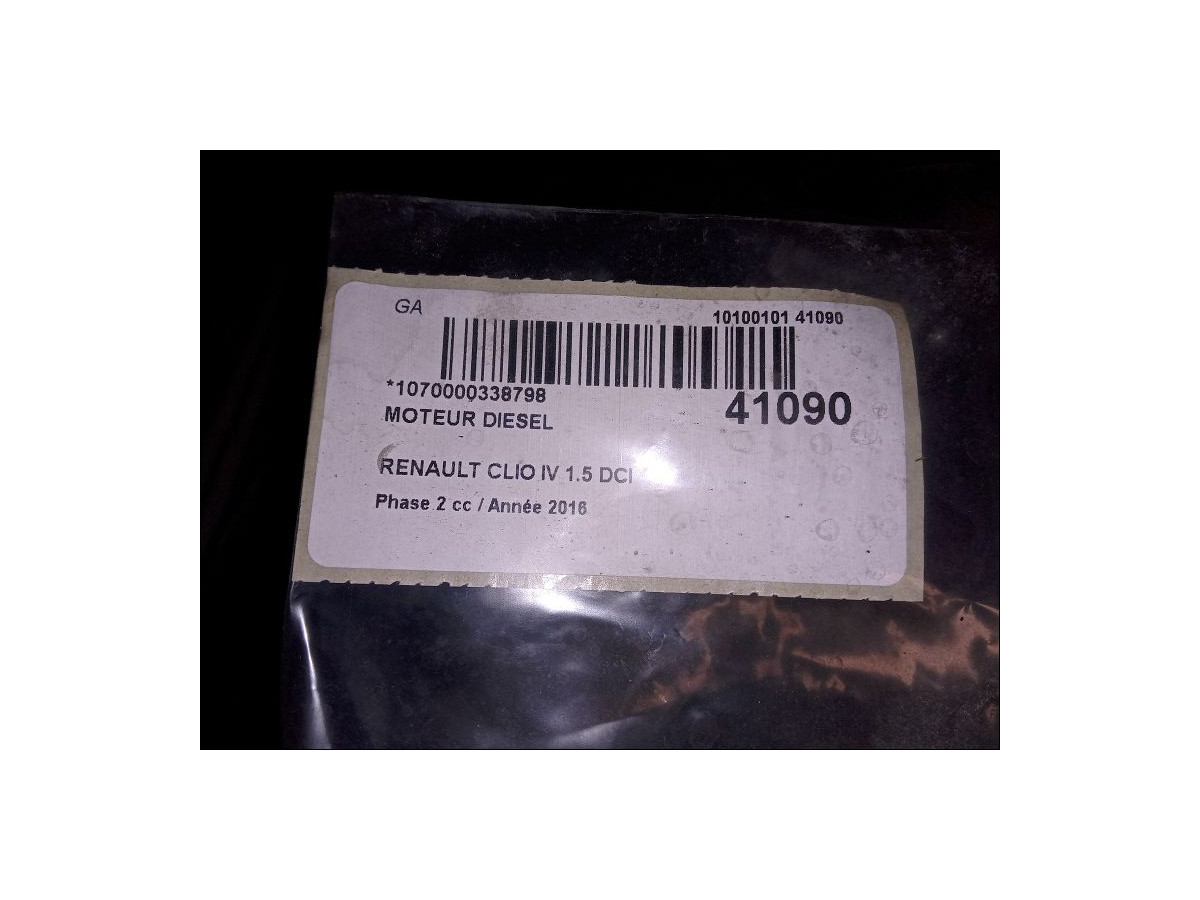 GA
10100101 41090
*1070000338798
41090
MOTEUR DIESEL
RENAULT CLIO IV 1.5 DCI
Phase 2 cc / Année 2016